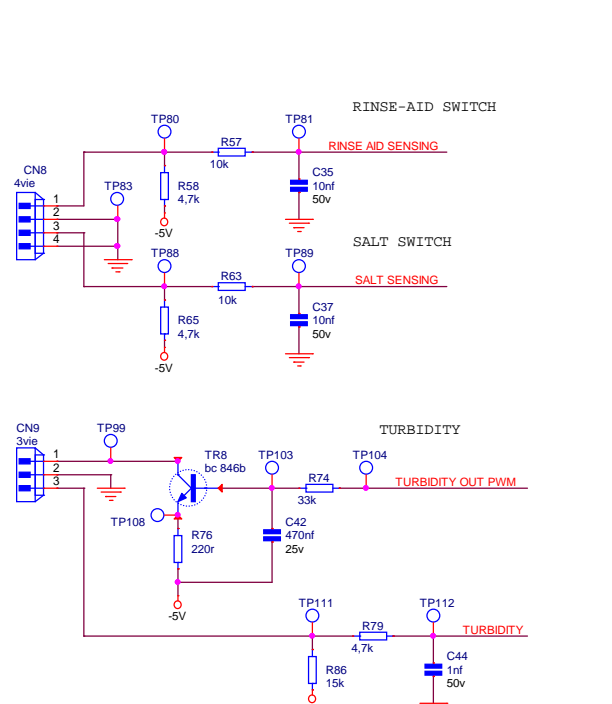 RINSE-AID SWITCH
TP80
TP81
R57
RINSE AID SENSING
10k
CN8
4vie
TP83
R58
4,7k
C35
10nf
50v
1
2
3
4
-5V
SALT SWITCH
TP88
TP89
R63
SALT SENSING
10k
R65
4,7k
C37
10nf
50v
-5V
TURBIDITY
CN9
3vie
TP99
1
2
3
TR8
bc 846b
TP103
TP104
R74
TURBIDITY OUT PWM
33k
TP108
R76
220r
C42
470nf
25v
-5V
TP111
TP112
R79
TURBIDITY
4,7k
R86
15k
C44
1nf
50v